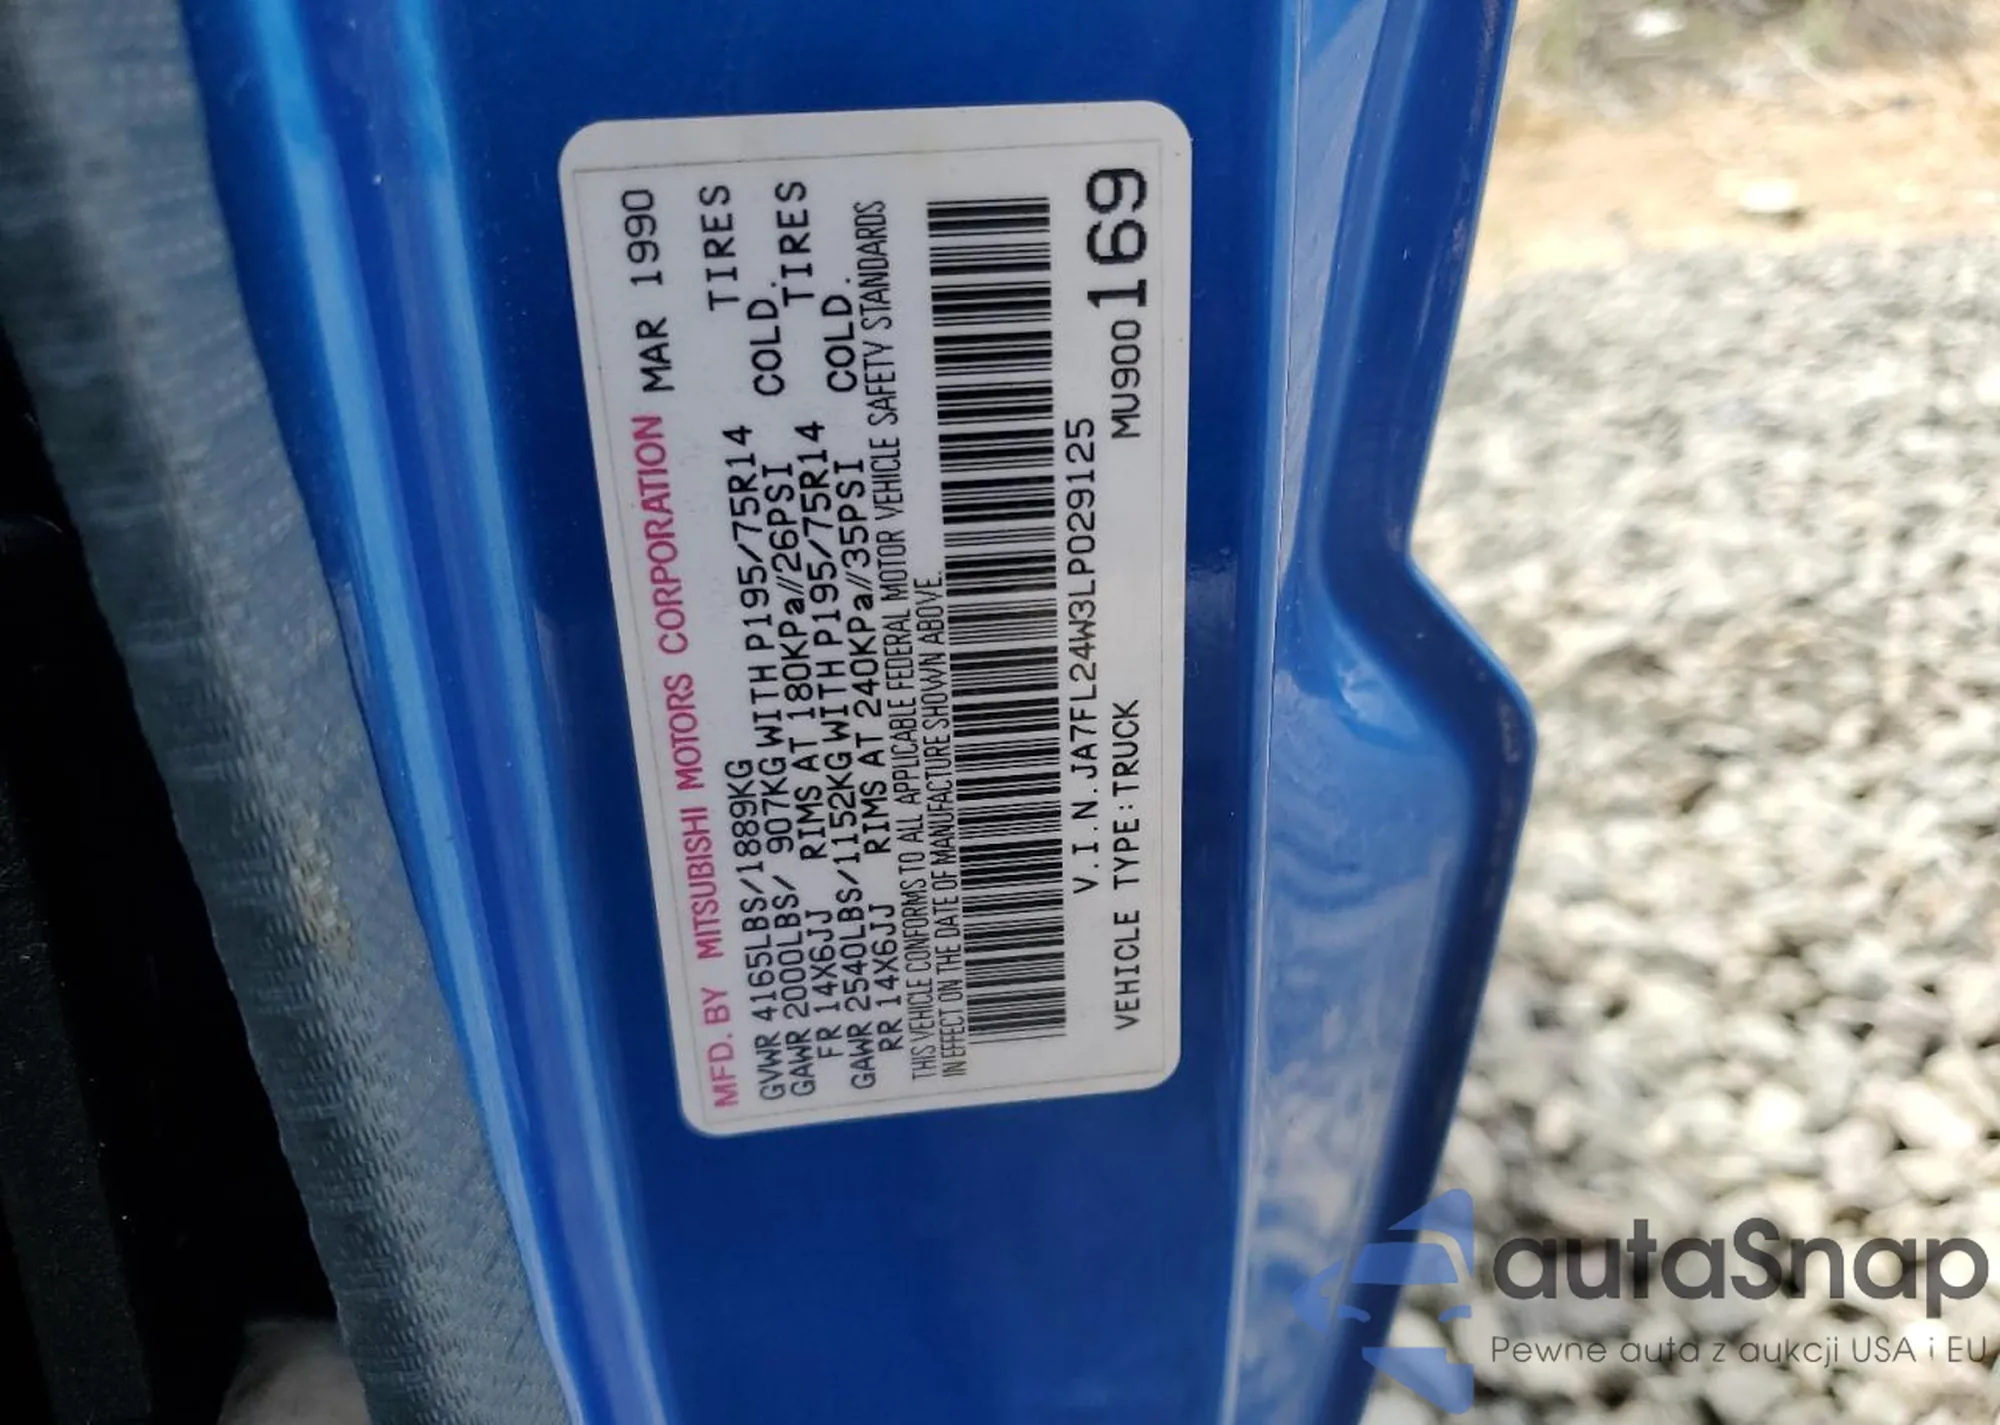 MFD. BY MITSUBISHI MOTORS CORPORATION MAR 1990
GVWR 4165LBS/1889KG
GAWR 2000LBS/ 907KG WITH P195/75R14 TIRES
FR 14X6JJ RIMS AT 180KPa//26PSI COLD.
GAWR 2540LBS/1152KG WITH P195/75R14 TIRES
RR 14X6JJ RIMS AT 240KPa//35PSI COLD.
THIS VEHICLE CONFORMS TO ALL APPLICABLE FEDERAL MOTOR VEHICLE SAFETY STANDARDS
IN EFFECT ON THE DATE OF MANUFACTURE SHOWN ABOVE.
V.I.N.JA7FL24W3LP029125
VEHICLE TYPE:TRUCK MU900169
autaSnap
Pewne auta z aukcji USA i EU